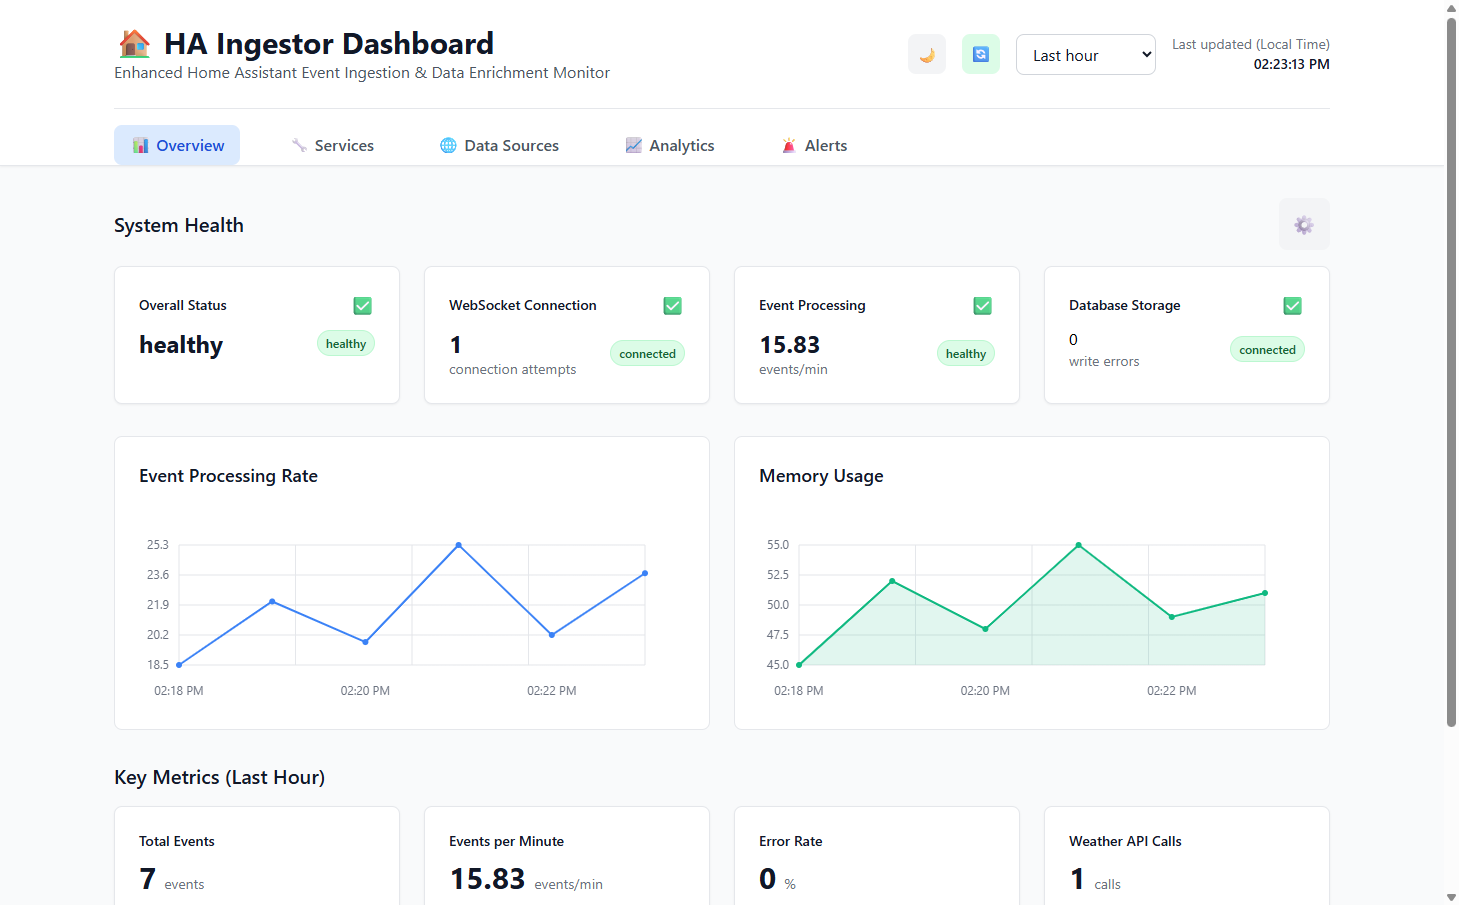 HA Ingestor Dashboard
Enhanced Home Assistant Event Ingestion & Data Enrichment Monitor
Last hour
Last updated (Local Time)
02:23:13 PM
Overview
Services
Data Sources
Analytics
Alerts
System Health
Overall Status
healthy
healthy
WebSocket Connection
1
connection attempts
connected
Event Processing
15.83
events/min
healthy
Database Storage
0
write errors
connected
Event Processing Rate
25.3
23.6
21.9
20.2
18.5
02:18 PM
02:20 PM
02:22 PM
Memory Usage
55.0
52.5
50.0
47.5
45.0
02:18 PM
02:20 PM
02:22 PM
Key Metrics (Last Hour)
Total Events
7 events
Events per Minute
15.83 events/min
Error Rate
0 %
Weather API Calls
1 calls